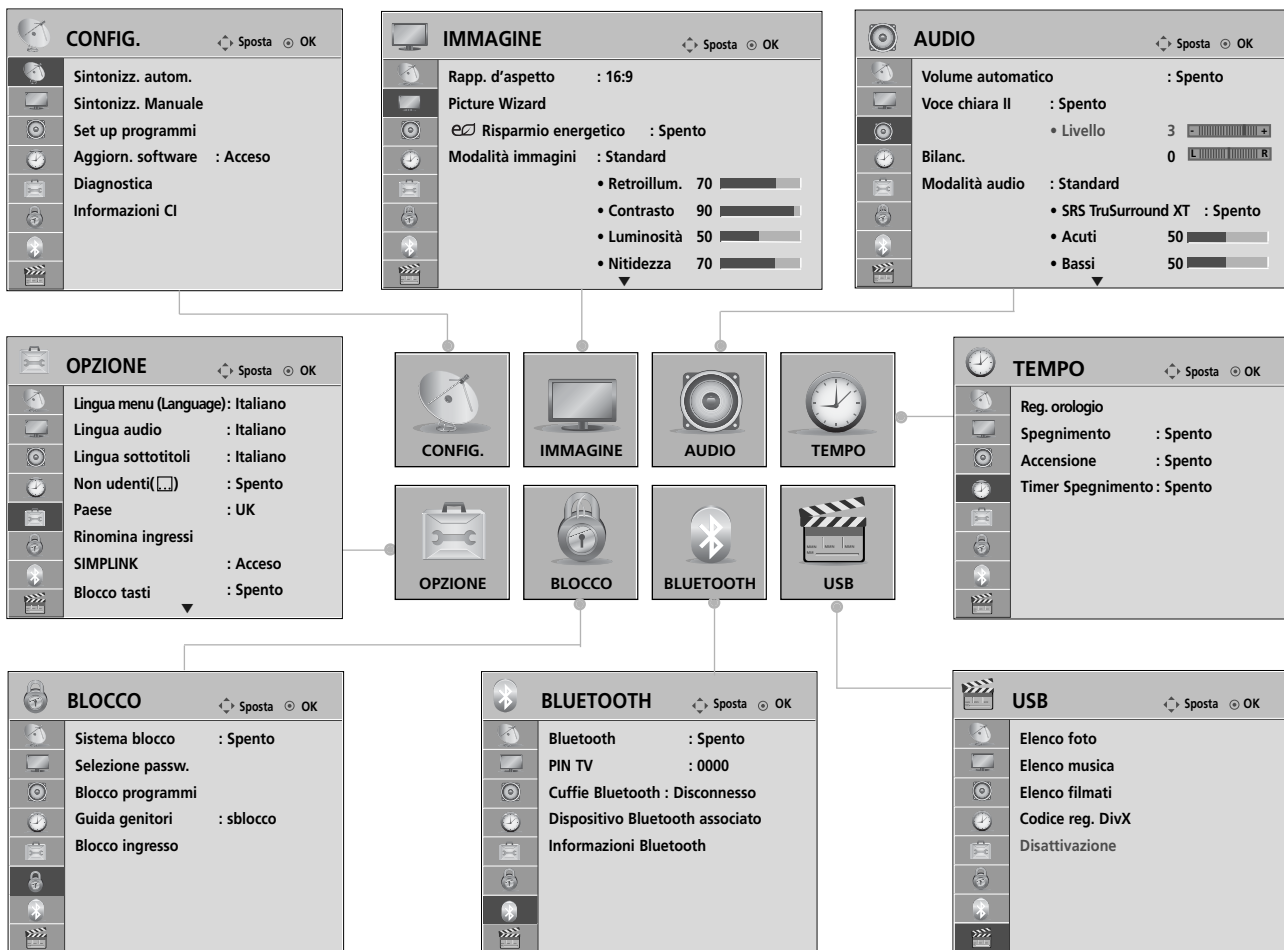 CONFIG.
Sposta OK
Sintonizz. autom.
Sintonizz. Manuale
Set up programmi
Aggiorn. software : Acceso
Diagnostica
Informazioni CI
IMMAGINE
Sposta OK
Rapp. d'aspetto : 16:9
Picture Wizard
Risparmio energetico : Spento
Modalità immagini : Standard
• Retroillum. 70
• Contrasto 90
• Luminosità 50
• Nitidezza 70
AUDIO
Sposta OK
Volume automatico : Spento
Voce chiara II : Spento
• Livello 3 - +
Bilanc. 0 L R
Modalità audio : Standard
• SRS TruSurround XT : Spento
• Acuti 50
• Bassi 50
OPZIONE
Sposta OK
Lingua menu (Language) : Italiano
Lingua audio : Italiano
Lingua sottotitoli : Italiano
Non udenti( ) : Spento
Paese : UK
Rinomina ingressi
SIMPLINK : Acceso
Blocco tasti : Spento
CONFIG.
IMMAGINE
AUDIO
TEMPO
OPZIONE
BLOCCO
BLUETOOTH
USB
TEMPO
Sposta OK
Reg. orologio
Spegnimento : Spento
Accensione : Spento
Timer Spegnimento : Spento
BLOCCO
Sposta OK
Sistema blocco : Spento
Selezione passw.
Blocco programmi
Guida genitori : sblocco
Blocco ingresso
BLUETOOTH
Sposta OK
Bluetooth : Spento
PIN TV : 0000
Cuffie Bluetooth : Disconnesso
Dispositivo Bluetooth associato
Informazioni Bluetooth
USB
Sposta OK
Elenco foto
Elenco musica
Elenco filmati
Codice reg. DivX
Disattivazione